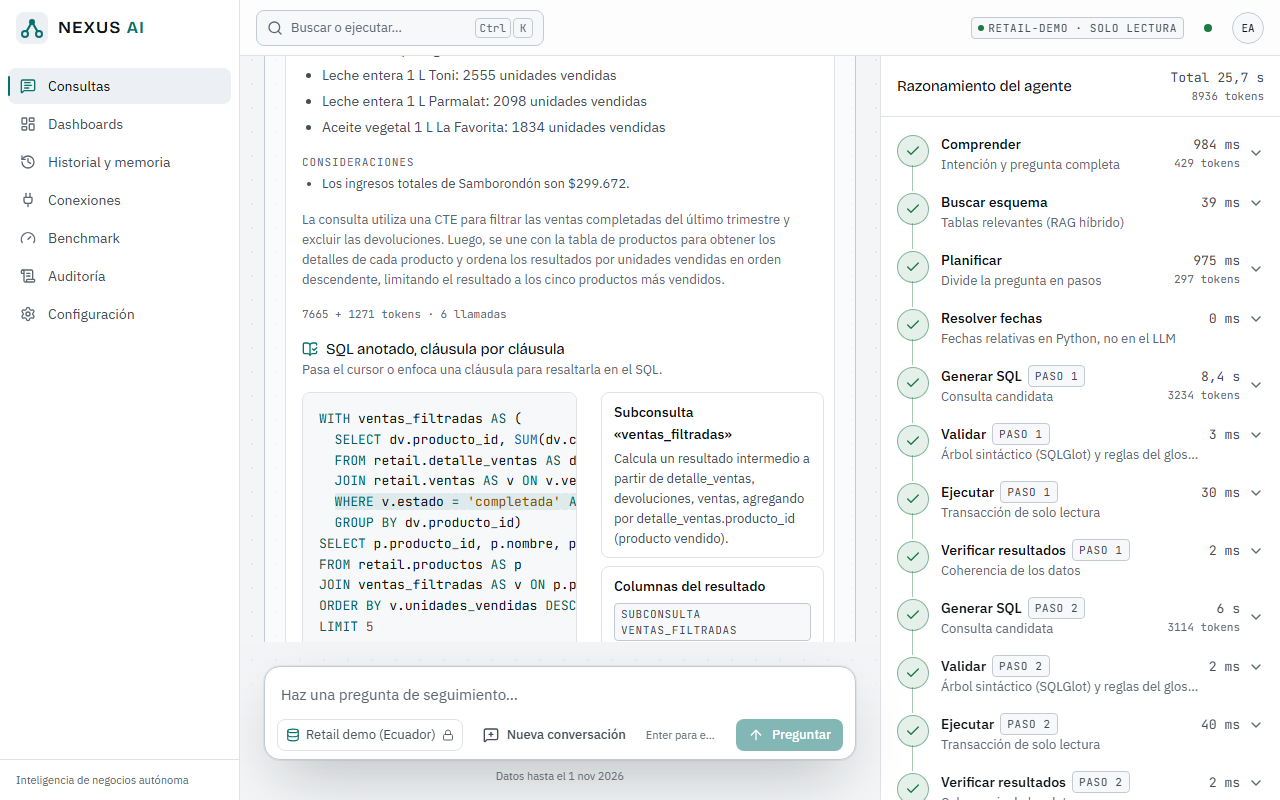 NEXUS AI
Buscar o ejecutar...
Ctrl K
RETAIL-DEMO · SOLO LECTURA
EA
Consultas
Dashboards
Historial y memoria
Conexiones
Benchmark
Auditoría
Configuración
Inteligencia de negocios autónoma
Leche entera 1 L Toni: 2555 unidades vendidas
Leche entera 1 L Parmalat: 2098 unidades vendidas
Aceite vegetal 1 L La Favorita: 1834 unidades vendidas
CONSIDERACIONES
Los ingresos totales de Samborondón son $299.672.
La consulta utiliza una CTE para filtrar las ventas completadas del último trimestre y
excluir las devoluciones. Luego, se une con la tabla de productos para obtener los
detalles de cada producto y ordena los resultados por unidades vendidas en orden
descendente, limitando el resultado a los cinco productos más vendidos.
7665 + 1271 tokens · 6 llamadas
SQL anotado, cláusula por cláusula
Pasa el cursor o enfoca una cláusula para resaltarla en el SQL.
WITH ventas_filtradas AS (
SELECT dv.producto_id, SUM(dv.c
FROM retail.detalle_ventas AS d
JOIN retail.ventas AS v ON v.ve
WHERE v.estado = 'completada' A
GROUP BY dv.producto_id)
SELECT p.producto_id, p.nombre, p
FROM retail.productos AS p
JOIN ventas_filtradas AS v ON p.p
ORDER BY v.unidades_vendidas DESC
LIMIT 5
Subconsulta
«ventas_filtradas»
Calcula un resultado intermedio a
partir de detalle_ventas,
devoluciones, ventas, agregando
por detalle_ventas.producto_id
(producto vendido).
Columnas del resultado
SUBCONSULTA
VENTAS_FILTRADAS
Haz una pregunta de seguimiento...
Retail demo (Ecuador)
Nueva conversación
Enter para e...
Preguntar
Datos hasta el 1 nov 2026
Razonamiento del agente
Total 25,7 s
8936 tokens
Comprender
984 ms
Intención y pregunta completa
429 tokens
Buscar esquema
39 ms
Tablas relevantes (RAG híbrido)
Planificar
975 ms
Divide la pregunta en pasos
297 tokens
Resolver fechas
0 ms
Fechas relativas en Python, no en el LLM
Generar SQL PASO 1
8,4 s
Consulta candidata
3234 tokens
Validar PASO 1
3 ms
Árbol sintáctico (SQLGlot) y reglas del glos...
Ejecutar PASO 1
30 ms
Transacción de solo lectura
Verificar resultados PASO 1
2 ms
Coherencia de los datos
Generar SQL PASO 2
6 s
Consulta candidata
3114 tokens
Validar PASO 2
2 ms
Árbol sintáctico (SQLGlot) y reglas del glos...
Ejecutar PASO 2
40 ms
Transacción de solo lectura
Verificar resultados PASO 2
2 ms